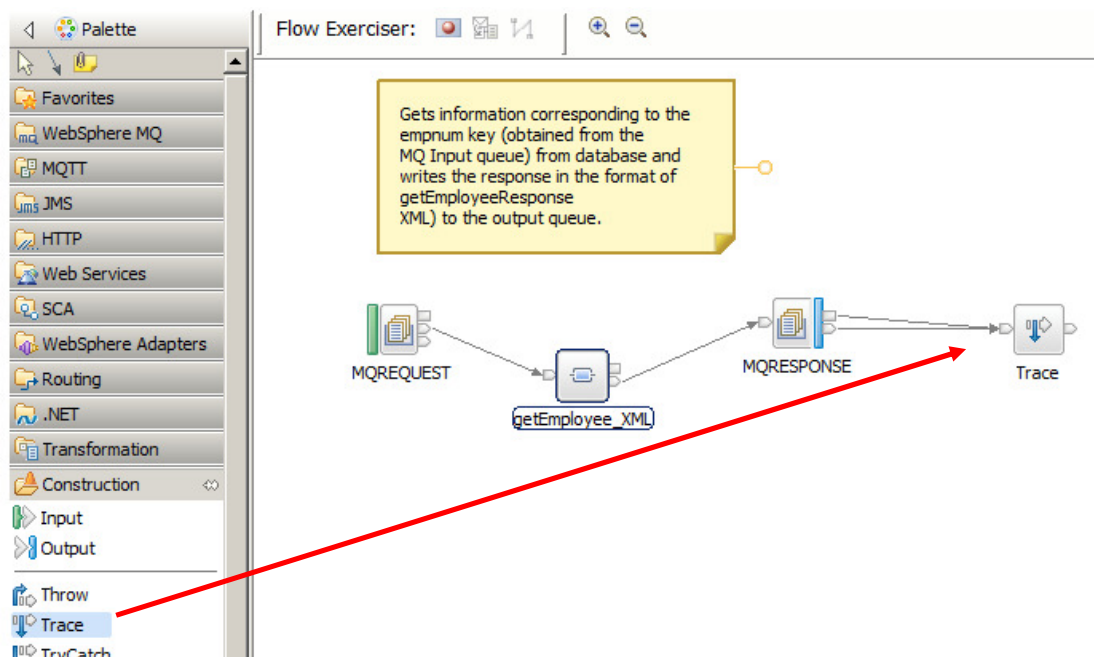 Palette
Flow Exerciser:
Favorites
WebSphere MQ
MQTT
JMS
HTTP
Web Services
SCA
WebSphere Adapters
Routing
.NET
Transformation
Construction
Input
Output
Throw
Trace
TryCatch
Gets information corresponding to the
empnum key (obtained from the
MQ Input queue) from database and
writes the response in the format of
getEmployeeResponse
XML) to the output queue.
MQREQUEST
getEmployee_XML
MQRESPONSE
Trace